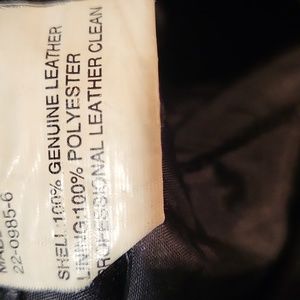 22-0985-6
SHELL:100% GENUINE LEATHER
LINING:100% POLYESTER
PROFESSIONAL LEATHER CLEAN